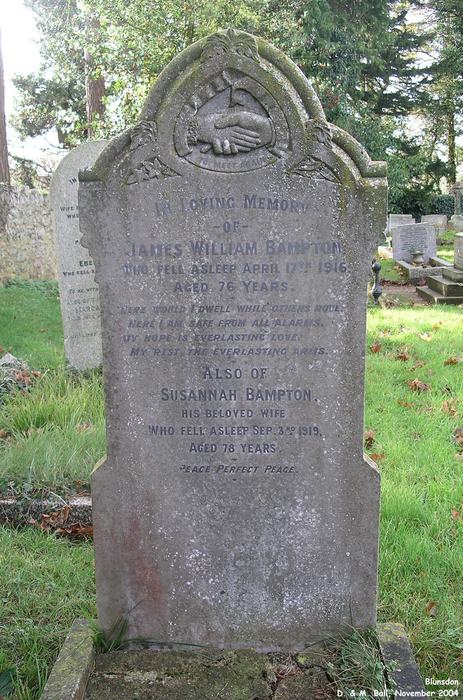 In Loving Memory
- OF -
James William Bampton
Who fell asleep April 17th 1916
Aged 76 Years.
Here would I dwell while others rove,
Here I am safe from all alarms,
My hope is everlasting love,
My rest, the everlasting arms.
Also of
Susannah Bampton,
his beloved wife
Who fell asleep Sep. 3rd 1919,
Aged 78 years.
Peace Perfect Peace.
Blunsdon
D. & M. Ball, November 2004